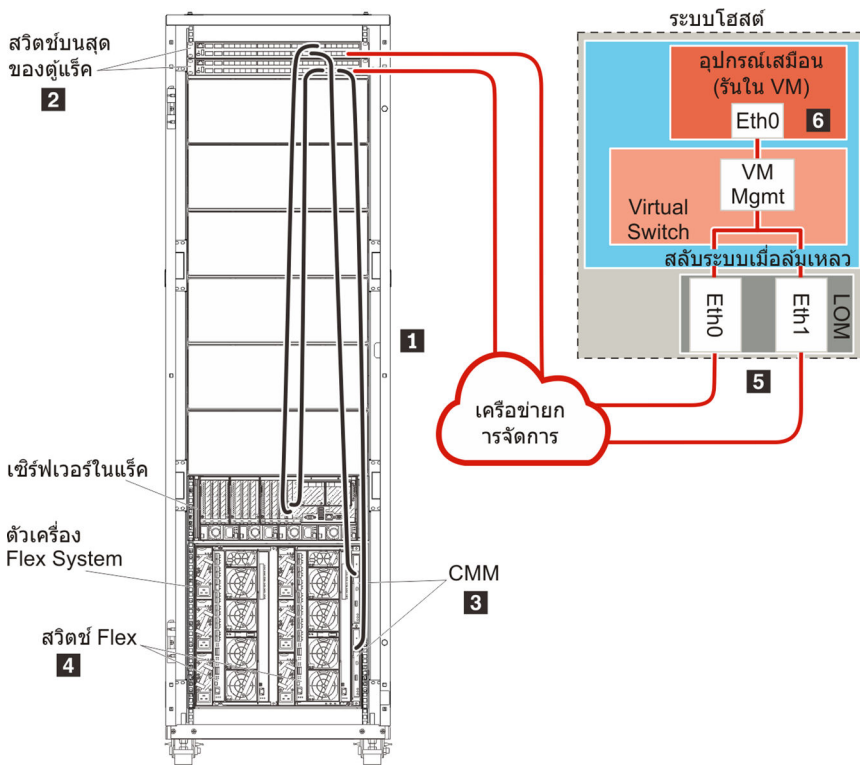 สวิตช์บนสุด
ของตู้แร็ค
2
1
เซิร์ฟเวอร์ในแร็ค
ตัวเครื่อง
Flex System
สวิตช์ Flex
4
CMM
3
เครือข่ายก
ารจัดการ
ระบบโฮสต์
อุปกรณ์เสมือน
(รันใน VM)
Eth0
6
VM
Mgmt
Virtual
Switch
สลับระบบเมื่อล้มเหลว
Eth0
Eth1
LOM
5